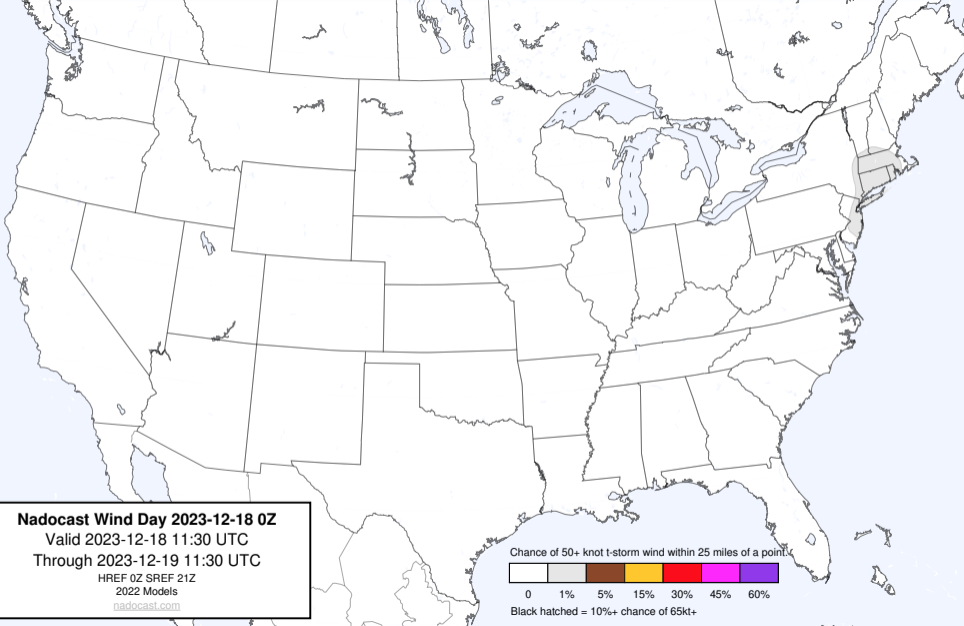 Nadocast Wind Day 2023-12-18 0Z
Valid 2023-12-18 11:30 UTC
Through 2023-12-19 11:30 UTC
HREF 0Z SREF 21Z
2022 Models
nadocast.com
Chance of 50+ knot t-storm wind within 25 miles of a point.
0 1% 5% 15% 30% 45% 60%
Black hatched = 10%+ chance of 65kt+